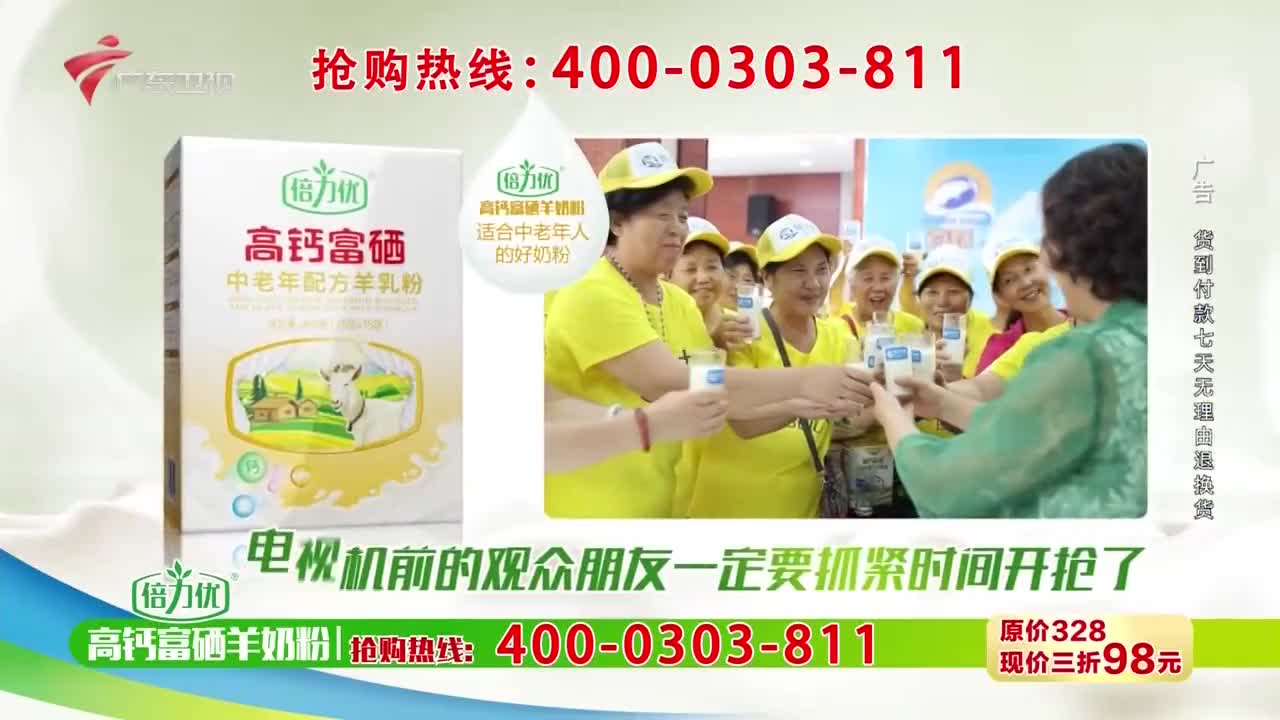 广东卫视
抢购热线：400-0303-811
倍力优
高钙富硒
中老年配方羊乳粉
倍力优
高钙富硒羊奶粉
适合中老年人
的好奶粉
钙
广告 货到付款七天无理由退换货
电视机前的观众朋友一定要抓紧时间开抢了
倍力优
高钙富硒羊奶粉
抢购热线：400-0303-811
原价328
现价三折98元